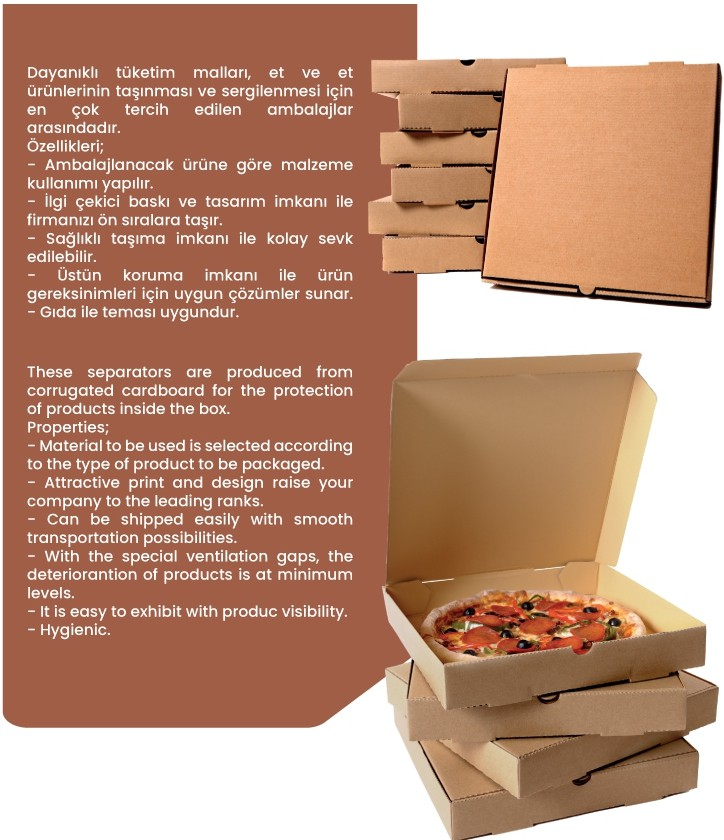 Dayanıklı tüketim malları, et ve et
ürünlerinin taşınması ve sergilenmesi için
en çok tercih edilen ambalajlar
arasındadır.
Özellikleri;
- Ambalajlanacak ürüne göre malzeme
kullanımı yapılır.
- İlgi çekici baskı ve tasarım imkanı ile
firmanızı ön sıralara taşır.
- Sağlıklı taşıma imkanı ile kolay sevk
edilebilir.
- Üstün koruma imkanı ile ürün
gereksinimleri için uygun çözümler sunar.
- Gıda ile teması uygundur.
These separators are produced from
corrugated cardboard for the protection
of products inside the box.
Properties;
- Material to be used is selected according
to the type of product to be packaged.
- Attractive print and design raise your
company to the leading ranks.
- Can be shipped easily with smooth
transportation possibilities.
- With the special ventilation gaps, the
deteriorantion of products is at minimum
levels.
- It is easy to exhibit with produc visibility.
- Hygienic.